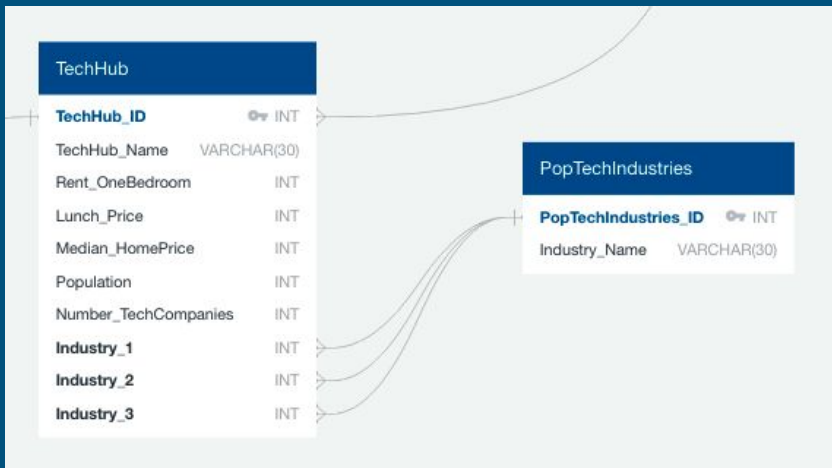 TechHub
TechHub_ID INT
TechHub_Name VARCHAR(30)
Rent_OneBedroom INT
Lunch_Price INT
Median_HomePrice INT
Population INT
Number_TechCompanies INT
Industry_1 INT
Industry_2 INT
Industry_3 INT
PopTechIndustries
PopTechIndustries_ID INT
Industry_Name VARCHAR(30)